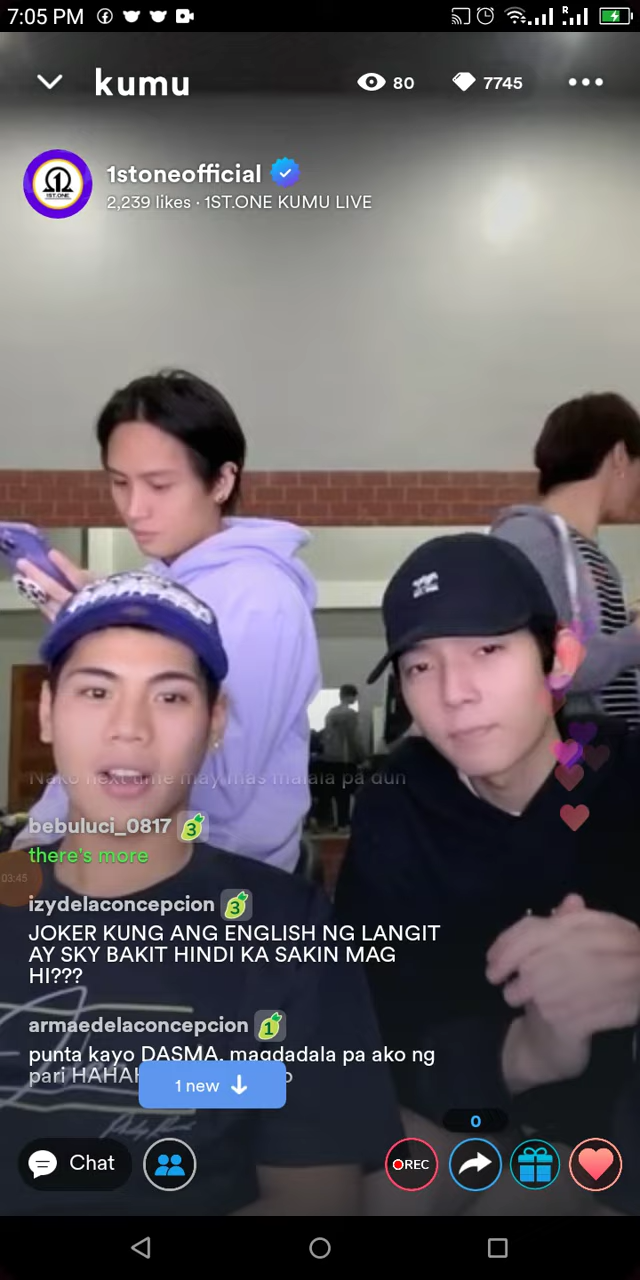 7:05 PM
R
kumu
80
7745
1ST.ONE
1stoneofficial
2,239 likes · 1ST.ONE KUMU LIVE
Nako next time may mas malala pa dun
bebuluci_0817 3
there's more
03:45
izydelaconcepcion 3
JOKER KUNG ANG ENGLISH NG LANGIT
AY SKY BAKIT HINDI KA SAKIN MAG
HI???
armaedelaconcepcion 1
punta kayo DASMA, magdadala pa ako ng
pari
1 new
0
Chat
REC